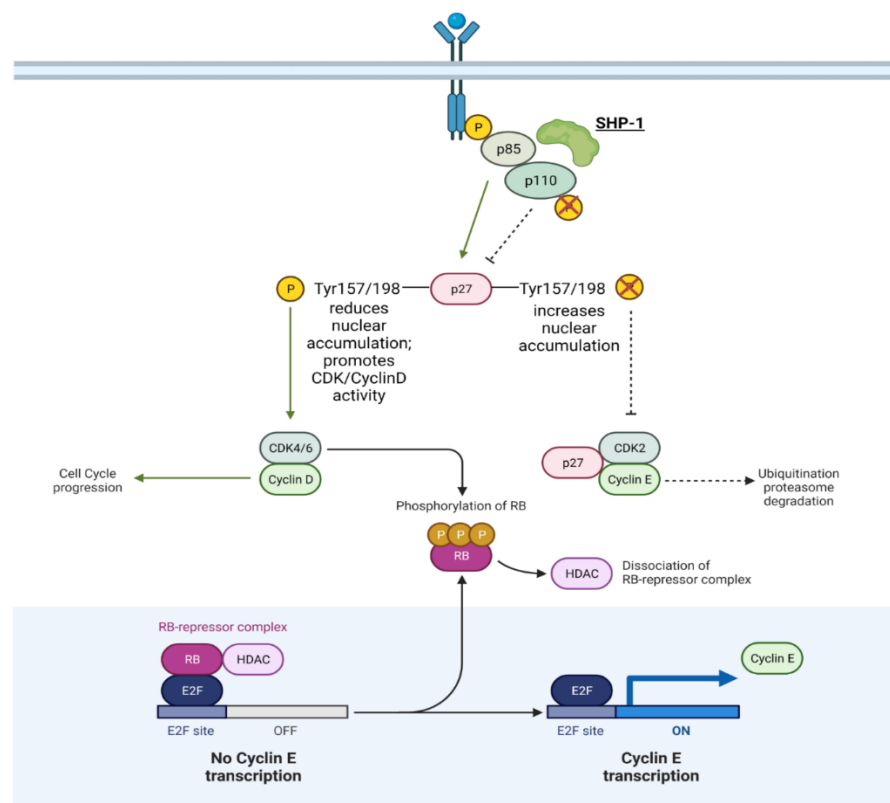 SHP-1
P
p85
p110
P
P
Tyr157/198
p27
Tyr157/198
P
reduces
nuclear
accumulation;
promotes
CDK/CyclinD
activity
increases
nuclear
accumulation
CDK4/6
Cyclin D
Cell Cycle
progression
p27
CDK2
Cyclin E
Ubiquitination
proteasome
degradation
Phosphorylation of RB
P P P
RB
HDAC
Dissociation of
RB-repressor complex
RB-repressor complex
RB
HDAC
E2F
E2F site
OFF
No Cyclin E
transcription
Cyclin E
E2F
E2F site
ON
Cyclin E
transcription